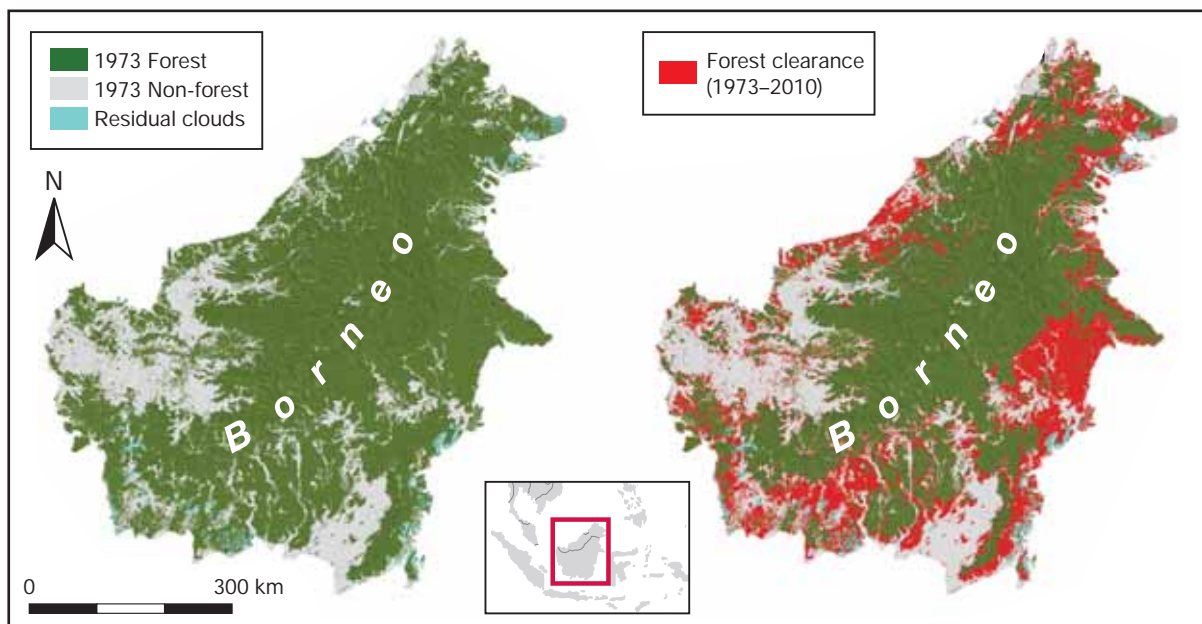 1973 Forest
1973 Non-forest
Residual clouds
Forest clearance
(1973–2010)
N
Borneo
Borneo
0 300 km